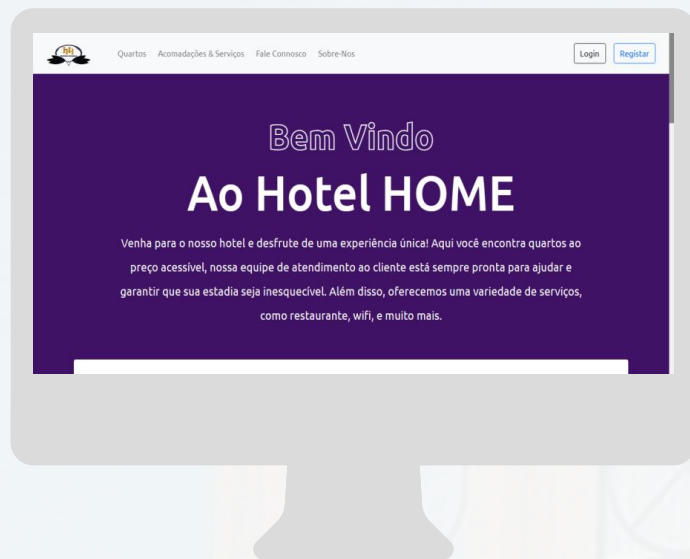 hH
Quartos Acomadações & Serviços Fale Connosco Sobre-Nos Login Registar
Bem Vindo
Ao Hotel HOME
Venha para o nosso hotel e desfrute de uma experiência única! Aqui você encontra quartos ao
preço acessível, nossa equipe de atendimento ao cliente está sempre pronta para ajudar e
garantir que sua estadia seja inesquecível. Além disso, oferecemos uma variedade de serviços,
como restaurante, wifi, e muito mais.